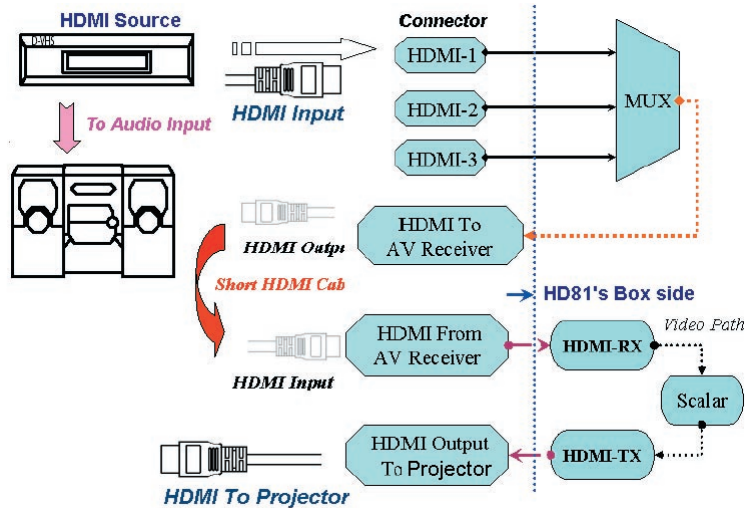 HDMI Source
D-VHS
Connector
HDMI-1
HDMI Input
MUX
To Audio Input
HDMI-2
HDMI-3
HDMI To
AV Receiver
HDMI Outpu
Short HDMI Cab
HD81's Box side
Video Path
HDMI From
AV Receiver
HDMI-RX
HDMI Input
Scalar
HDMI Output
To Projector
HDMI-TX
HDMI To Projector